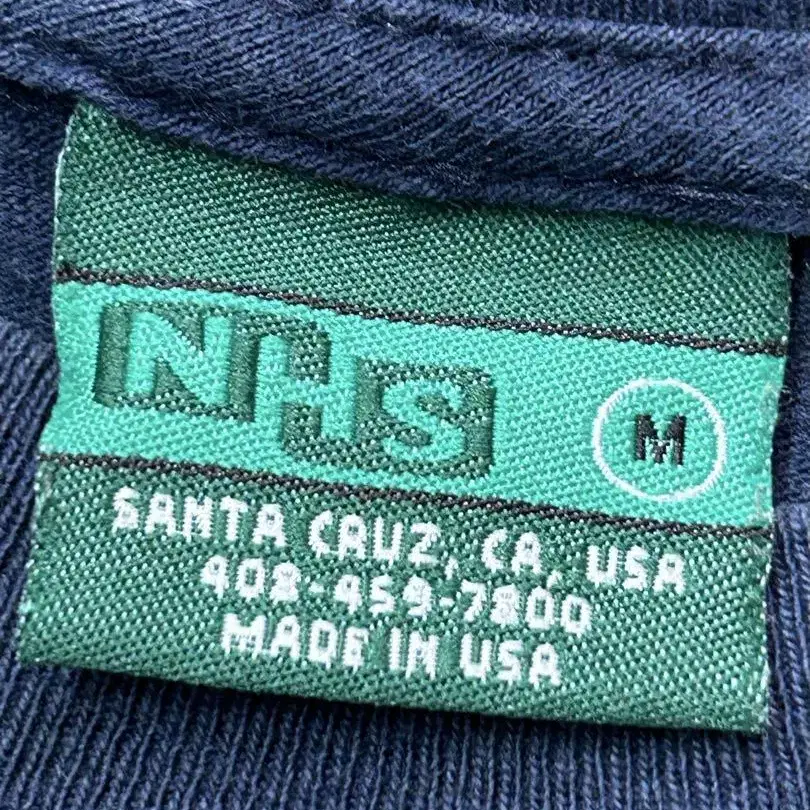 NHS
M
SANTA CRUZ, CA, USA
408-459-7800
MADE IN USA